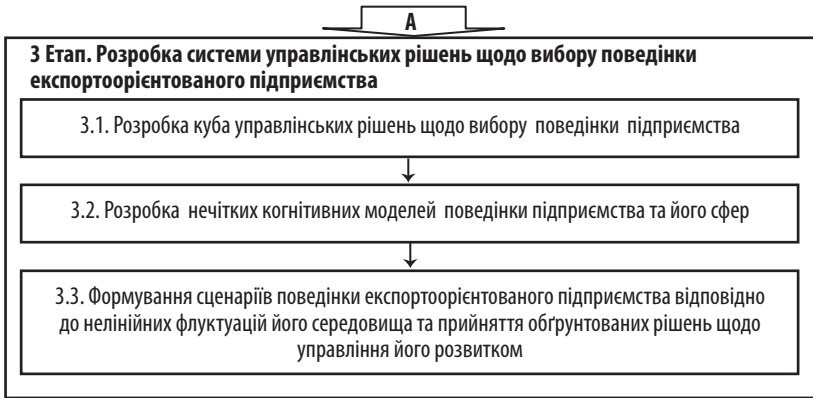 А
3 Етап. Розробка системи управлінських рішень щодо вибору поведінки
експортоорієнтованого підприємства
3.1. Розробка куба управлінських рішень щодо вибору поведінки підприємства
3.2. Розробка нечітких когнітивних моделей поведінки підприємства та його сфер
3.3. Формування сценаріїв поведінки експортоорієнтованого підприємства відповідно
до нелінійних флуктуацій його середовища та прийняття обґрунтованих рішень щодо
управління його розвитком